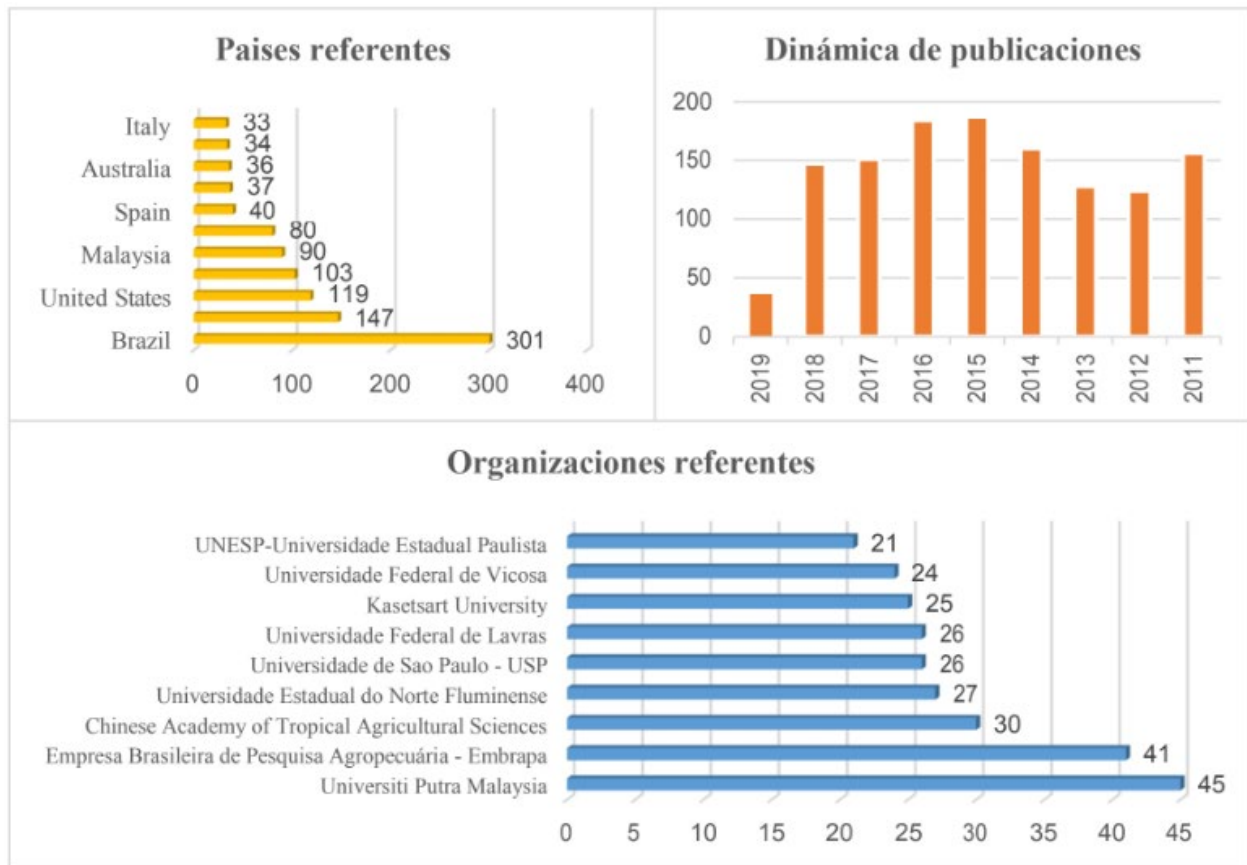 Paises referentes
Italy
33
34
Australia
36
37
Spain
40
80
Malaysia
90
103
United States
119
147
Brazil
301
0 100 200 300 400
Dinámica de publicaciones
200
150
100
50
0
2019 2018 2017 2016 2015 2014 2013 2012 2011
Organizaciones referentes
UNESP-Universidade Estadual Paulista 21
Universidade Federal de Vicosa 24
Kasetsart University 25
Universidade Federal de Lavras 26
Universidade de Sao Paulo - USP 26
Universidade Estadual do Norte Fluminense 27
Chinese Academy of Tropical Agricultural Sciences 30
Empresa Brasileira de Pesquisa Agropecuária - Embrapa 41
Universiti Putra Malaysia 45
0 5 10 15 20 25 30 35 40 45